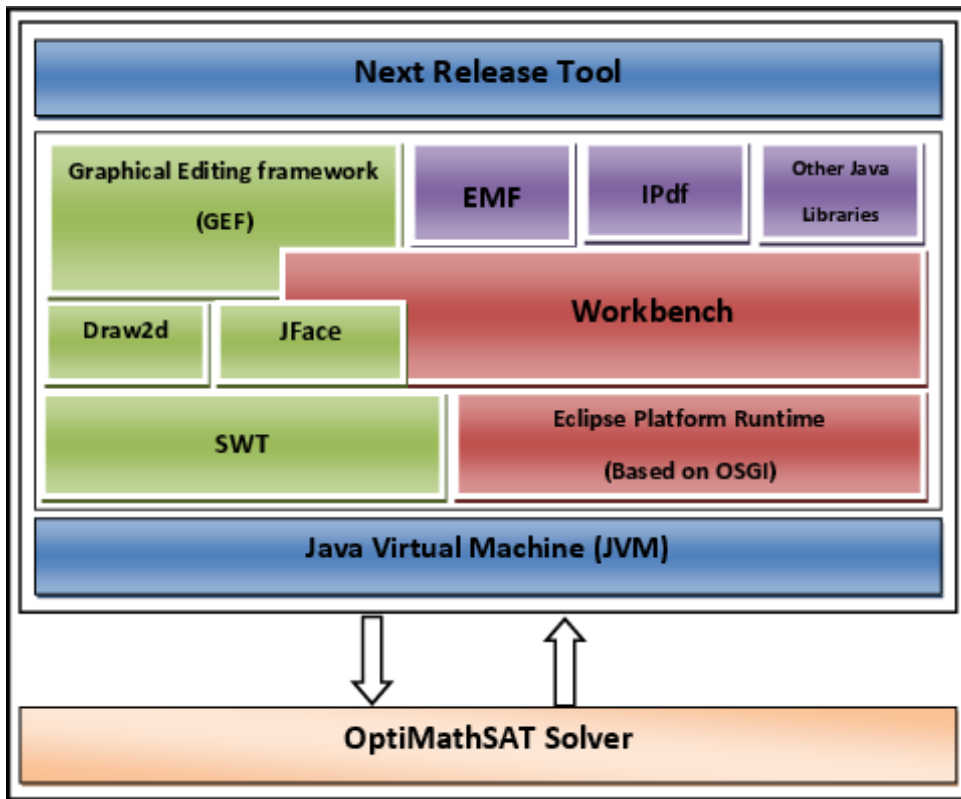 Next Release Tool
Graphical Editing framework
(GEF)
EMF
IPdf
Other Java
Libraries
Workbench
Draw2d
JFace
SWT
Eclipse Platform Runtime
(Based on OSGI)
Java Virtual Machine (JVM)
OptiMathSAT Solver